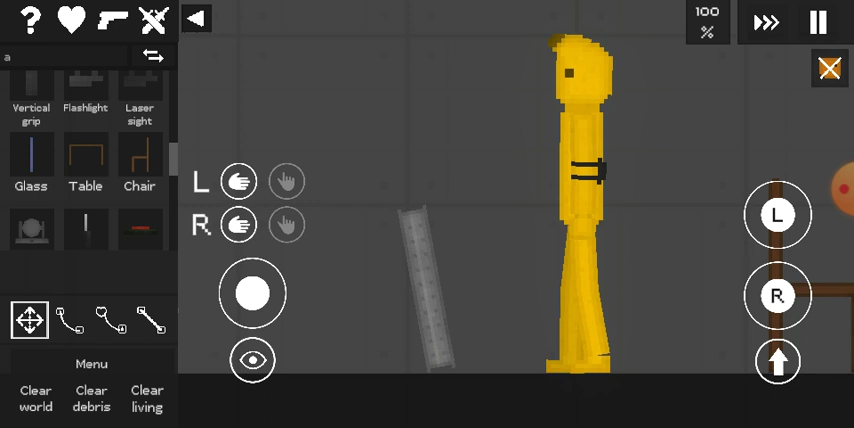 100
%
a
Vertical
grip
Flashlight
Laser
sight
Glass
Table
Chair
L
R
L
R
Menu
Clear
world
Clear
debris
Clear
living